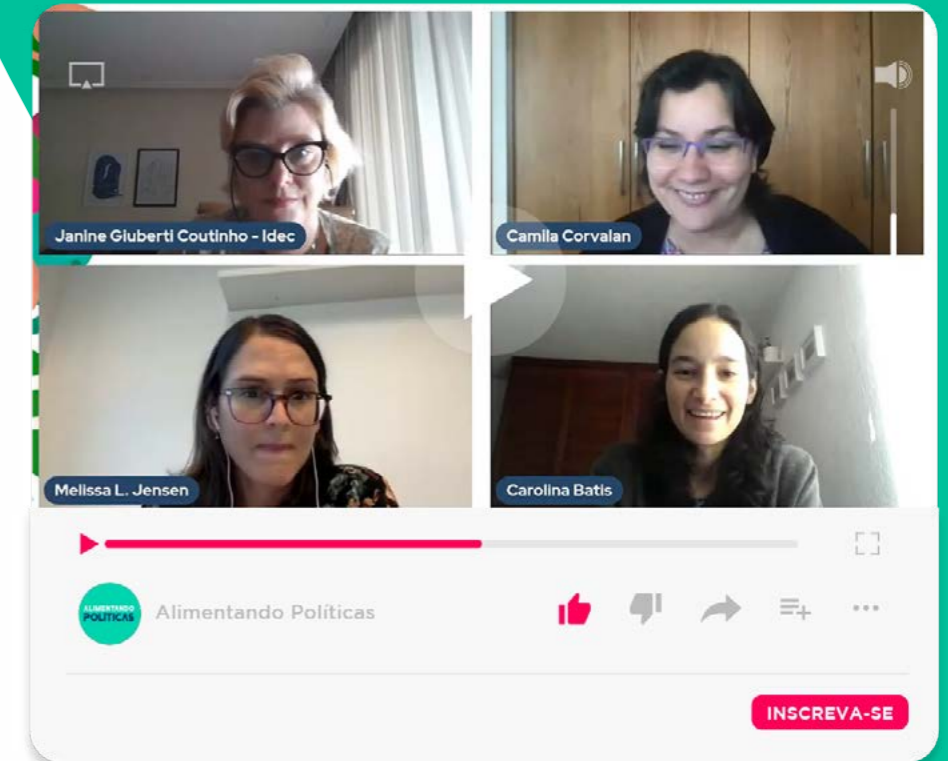 Janine Giuberti Coutinho - Idec
Camila Corvalan
Melissa L. Jensen
Carolina Batis
ALIMENTANDO
POLÍTICAS
Alimentando Políticas
INSCREVA-SE